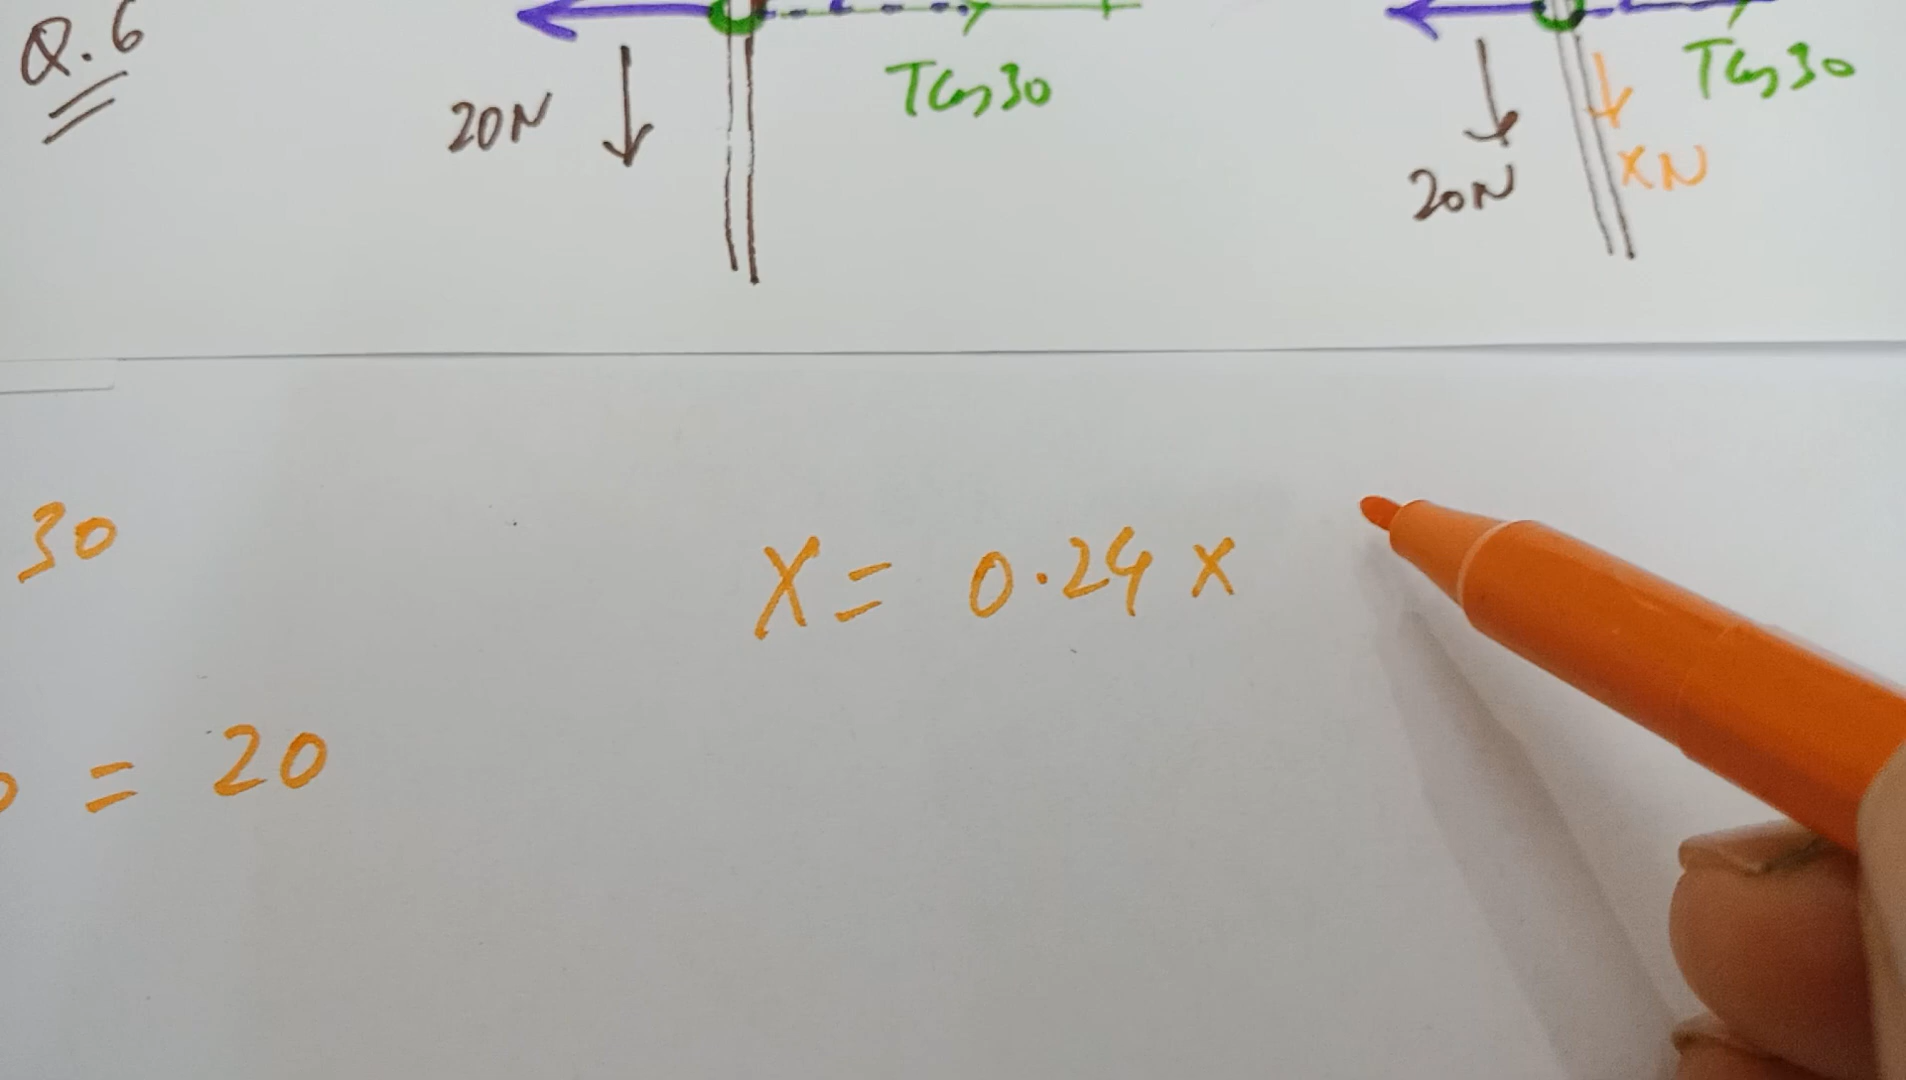 Q.6
20N
TCos30
20N
XN
TCos30
30
X = 0.24 x
= 20